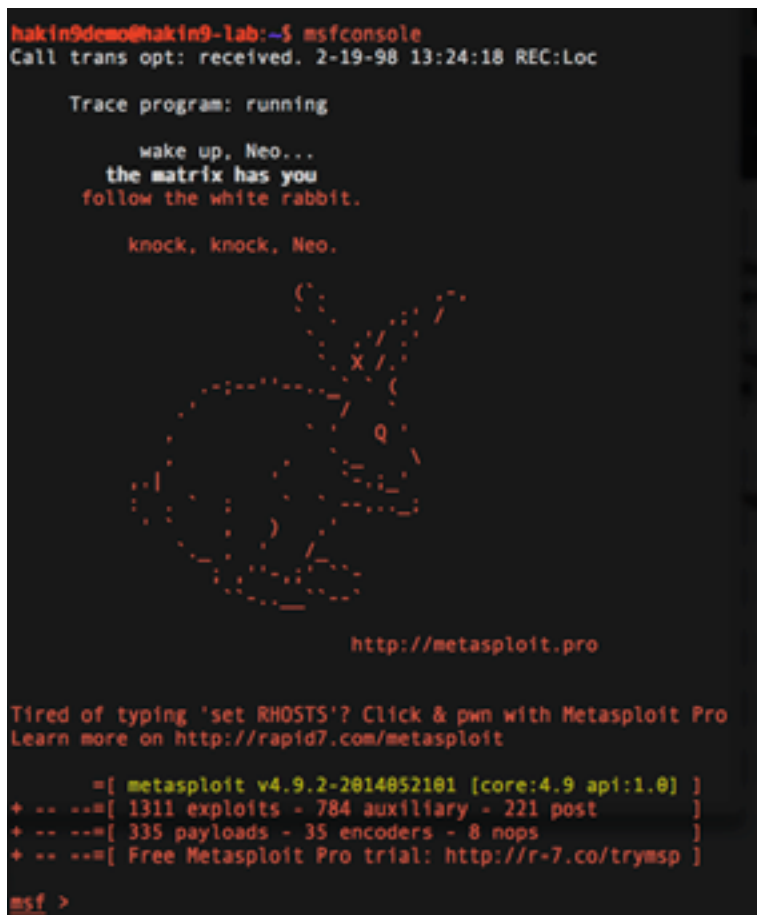 hakin9demo@hakin9-lab:~$ msfconsole
Call trans opt: received. 2-19-98 13:24:18 REC:Loc
Trace program: running
wake up, Neo...
the matrix has you
follow the white rabbit.
knock, knock, Neo.
http://metasploit.pro
Tired of typing 'set RHOSTS'? Click & pwn with Metasploit Pro
Learn more on http://rapid7.com/metasploit
=[ metasploit v4.9.2-2014052101 [core:4.9 api:1.0] ]
+ -- --=[ 1311 exploits - 784 auxiliary - 221 post ]
+ -- --=[ 335 payloads - 35 encoders - 8 nops ]
+ -- --=[ Free Metasploit Pro trial: http://r-7.co/trymsp ]
msf >